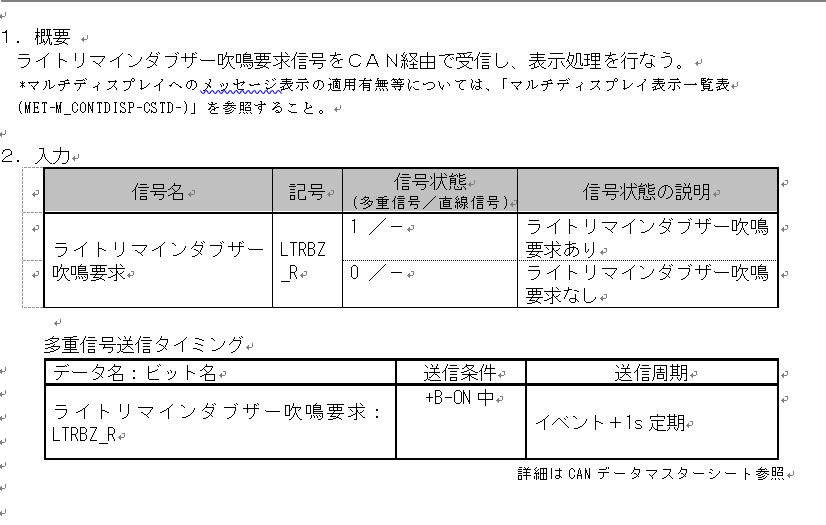 １．概要
ライトリマインダブザー吹鳴要求信号をＣＡＮ経由で受信し、表示処理を行なう。
*マルチディスプレイへのメッセージ表示の適用有無等については、「マルチディスプレイ表示一覧表
(MET-M_CONTDISP-CSTD-)」を参照すること。
２．入力
信号名 記号 信号状態 信号状態の説明
(多重信号／直線信号)
ライトリマインダブザー吹鳴要求 LTRBZ_R
1 ／－ ライトリマインダブザー吹鳴
要求あり
0 ／－ ライトリマインダブザー吹鳴
要求なし
多重信号送信タイミング
データ名：ビット名 送信条件 送信周期
ライトリマインダブザー吹鳴要求：
LTRBZ_R
+B-ON 中
イベント＋1s 定期
詳細は CAN データマスターシート参照